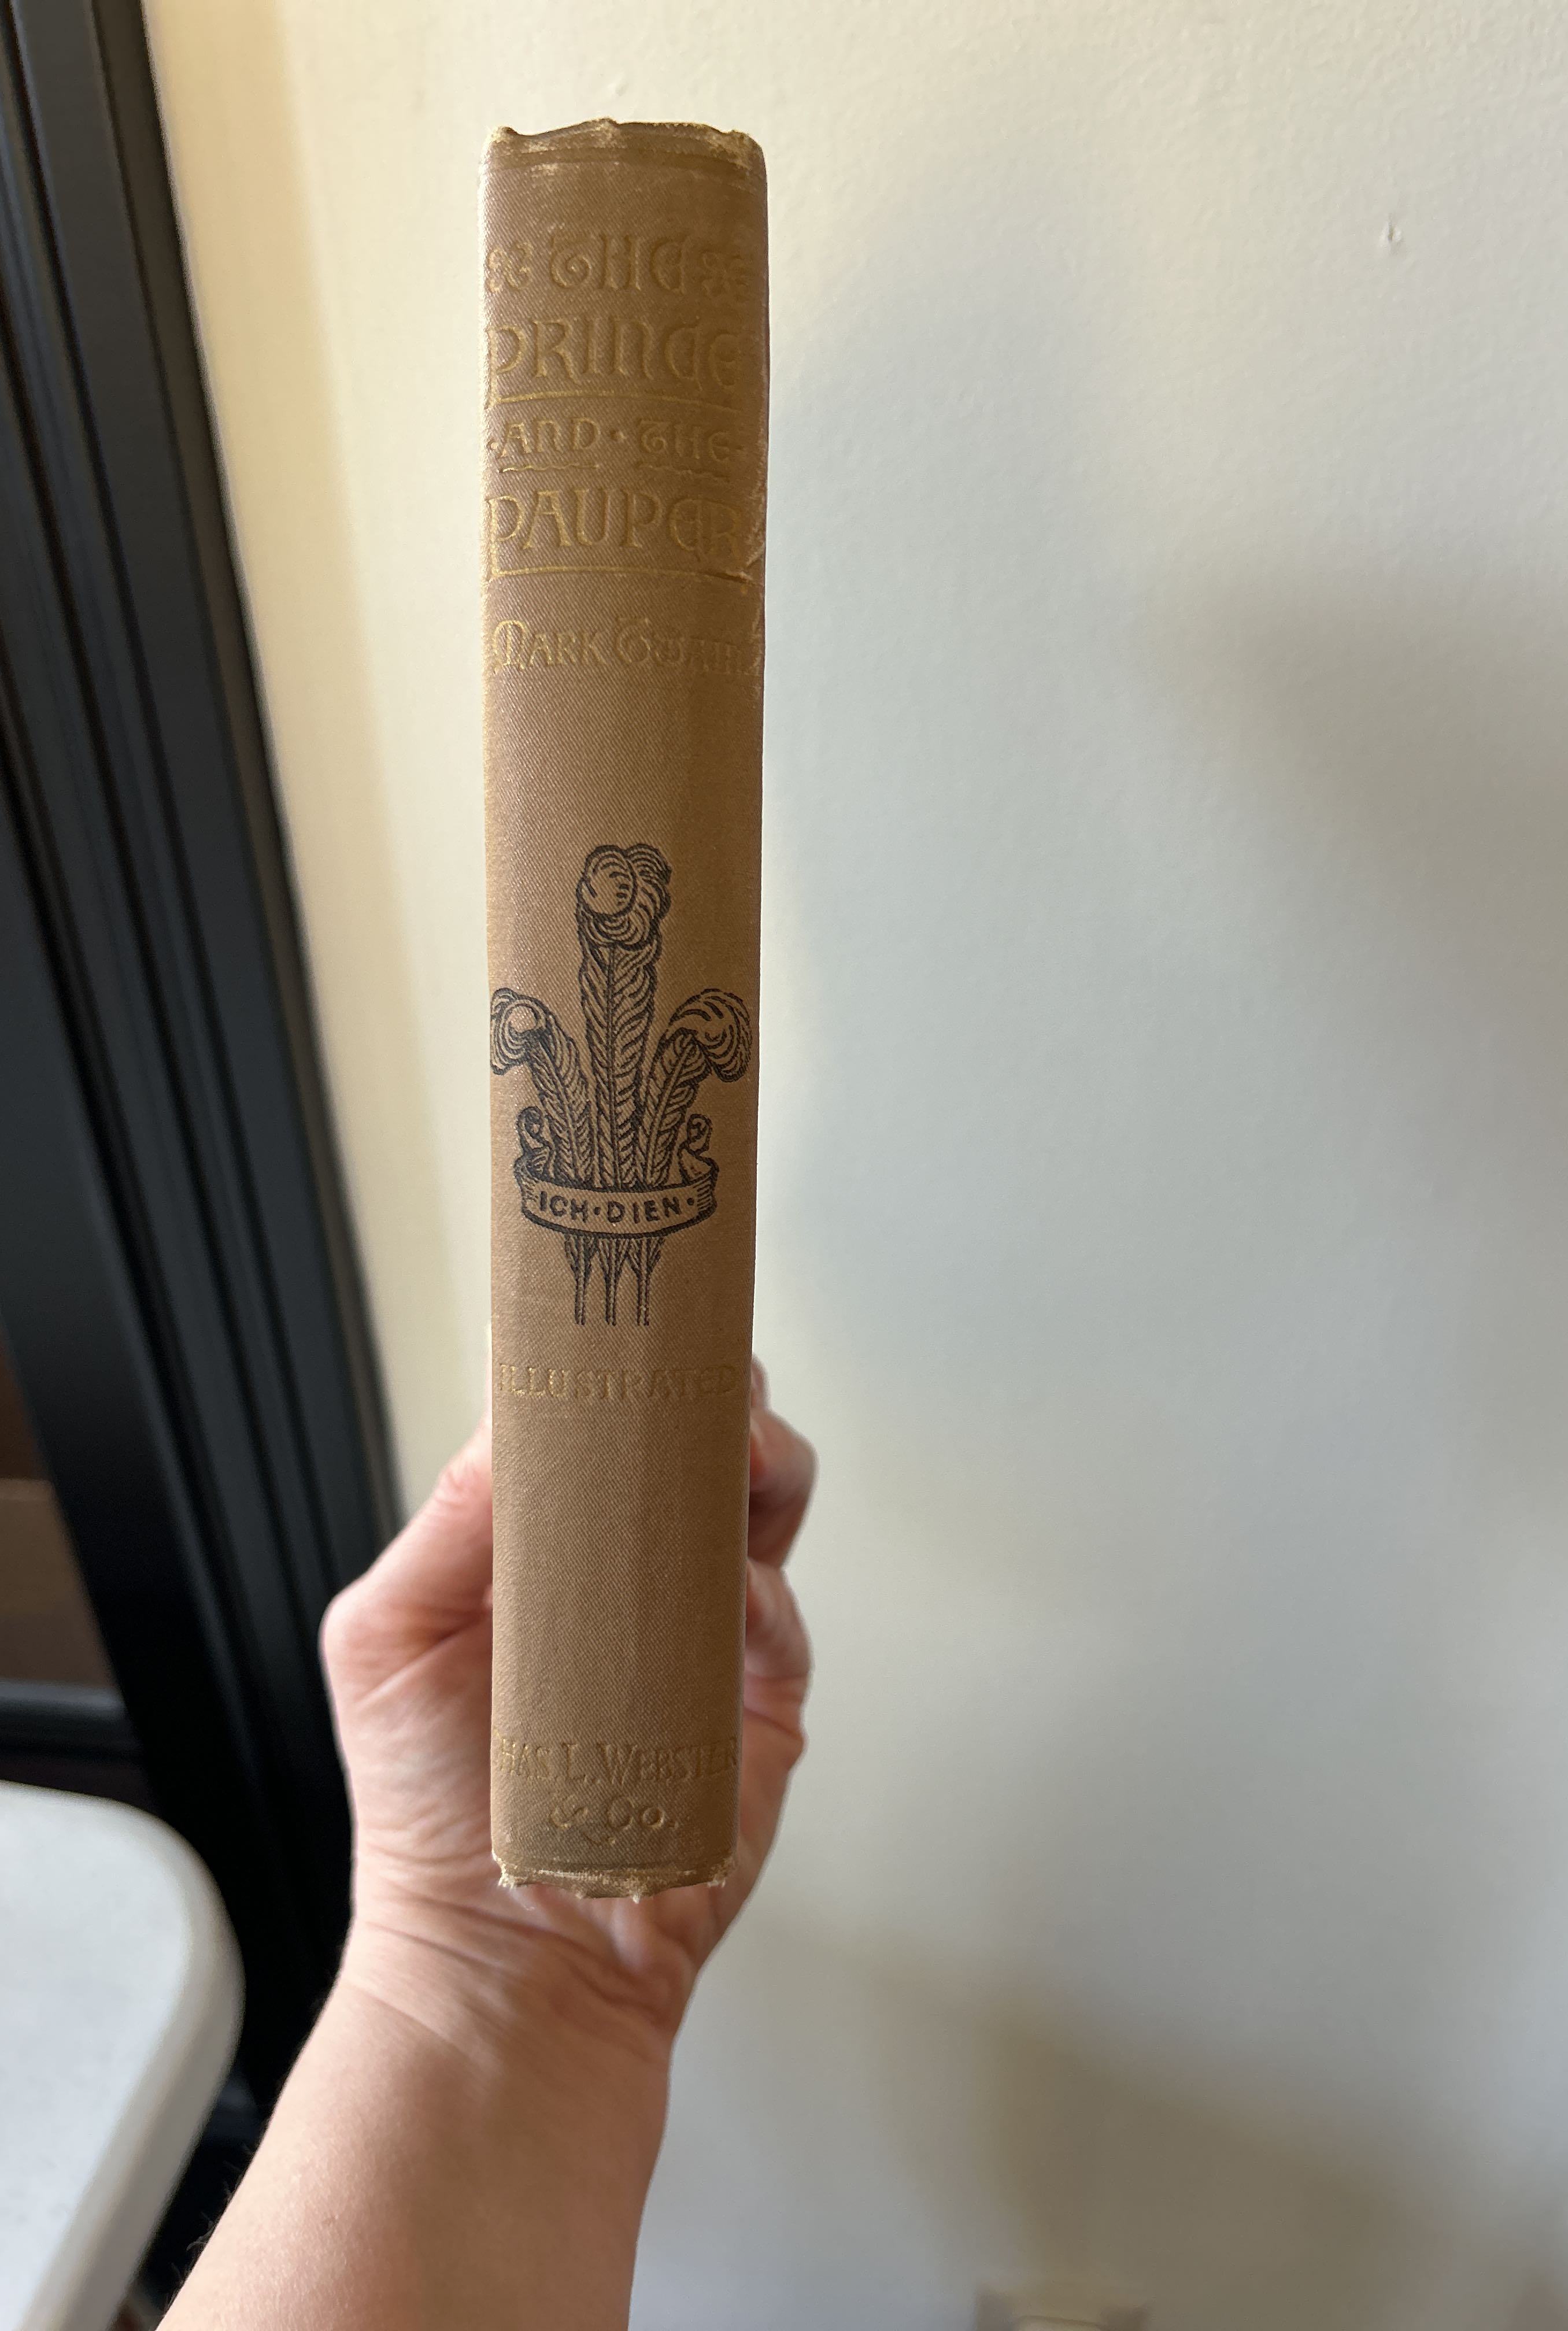 THE
PRINCE
·AND·THE·
PAUPER
MARK TWAIN
ICH·DIEN·
ILLUSTRATED
CHAS. L. WEBSTER
& Co.